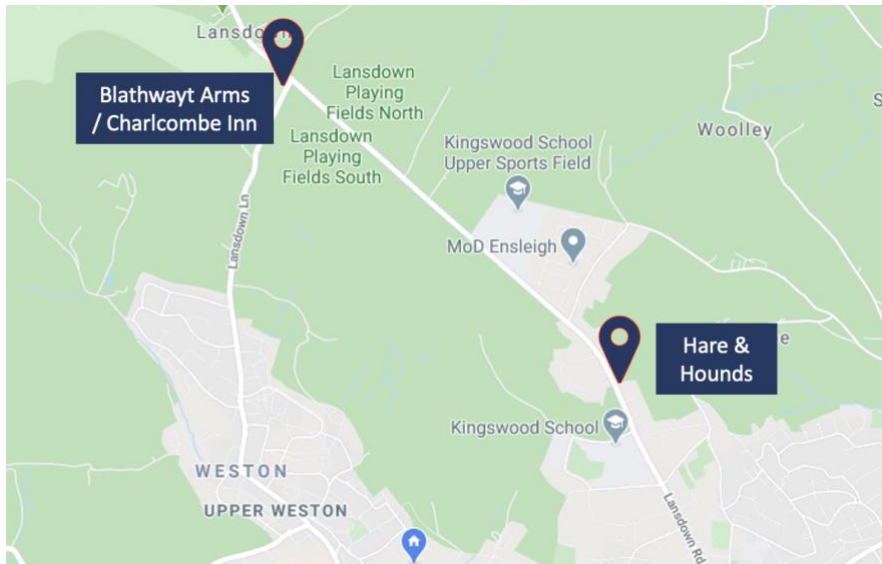 Lansdown
Blathwayt Arms
/ Charlcombe Inn
Lansdown
Playing
Fields North
Lansdown
Playing
Fields South
Kingswood School
Upper Sports Field
Woolley
S
Lansdown Ln
MoD Ensleigh
Hare &
Hounds
e
Kingswood School
WESTON
UPPER WESTON
Lansdown Rd